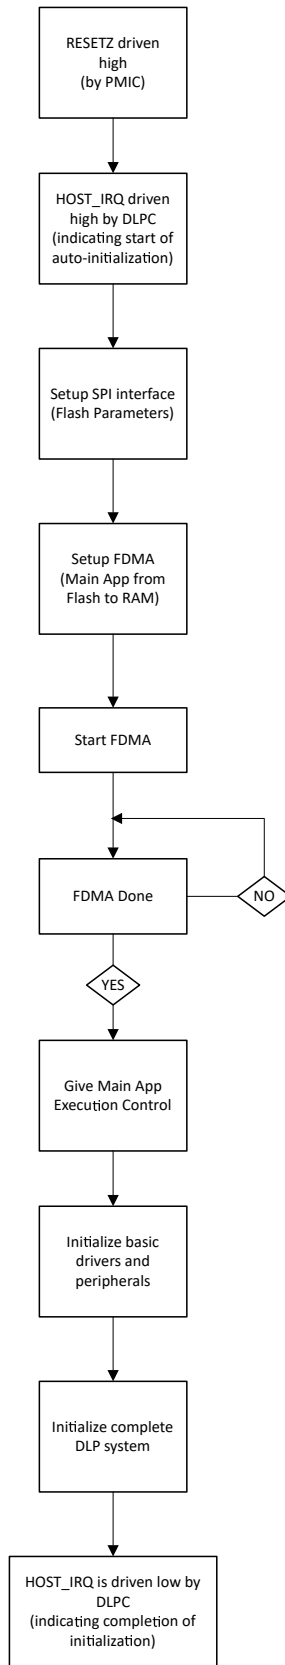 RESETZ driven
high
(by PMIC)
HOST_IRQ driven
high by DLPC
(indicating start of
auto-initialization)
Setup SPI interface
(Flash Parameters)
Setup FDMA
(Main App from
Flash to RAM)
Start FDMA
FDMA Done
NO
YES
Give Main App
Execution Control
Initialize basic
drivers and
peripherals
Initialize complete
DLP system
HOST_IRQ is driven low by
DLPC
(indicating completion of
initialization)